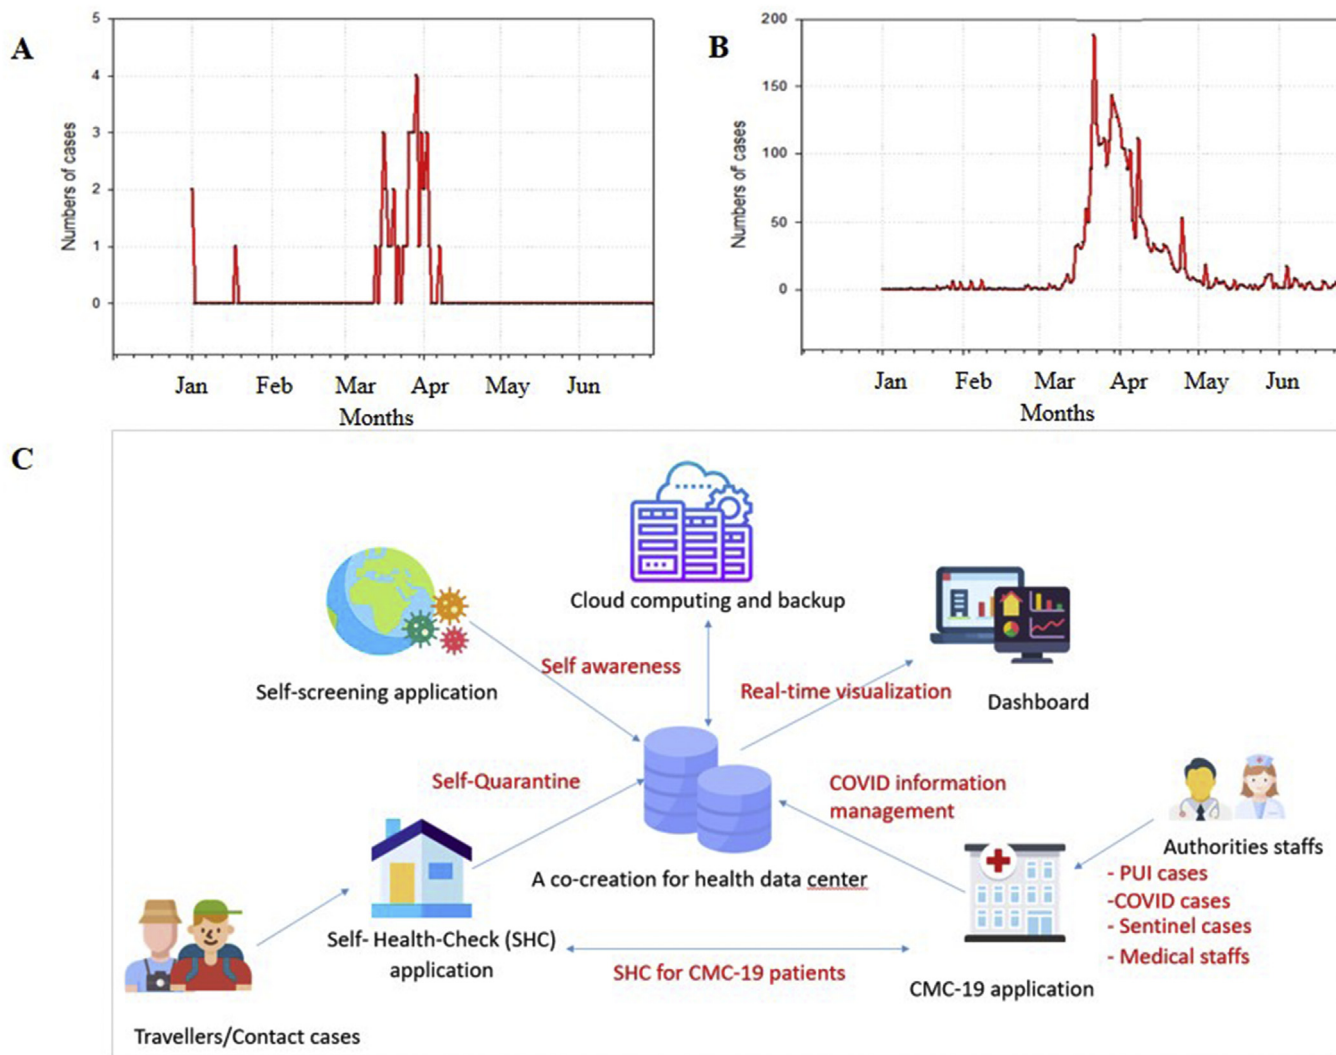 A
5
4
3
2
1
0
Numbers of cases
Jan Feb Mar Apr May Jun
Months
B
200
150
100
50
0
Numbers of cases
Jan Feb Mar Apr May Jun
Months
C
Cloud computing and backup
Self-screening application
Self awareness
Real-time visualization
Dashboard
Self-Quarantine
COVID information
management
Authorities staffs
- PUI cases
-COVID cases
- Sentinel cases
- Medical staffs
A co-creation for health data center
Self- Health-Check (SHC)
application
SHC for CMC-19 patients
CMC-19 application
Travellers/Contact cases